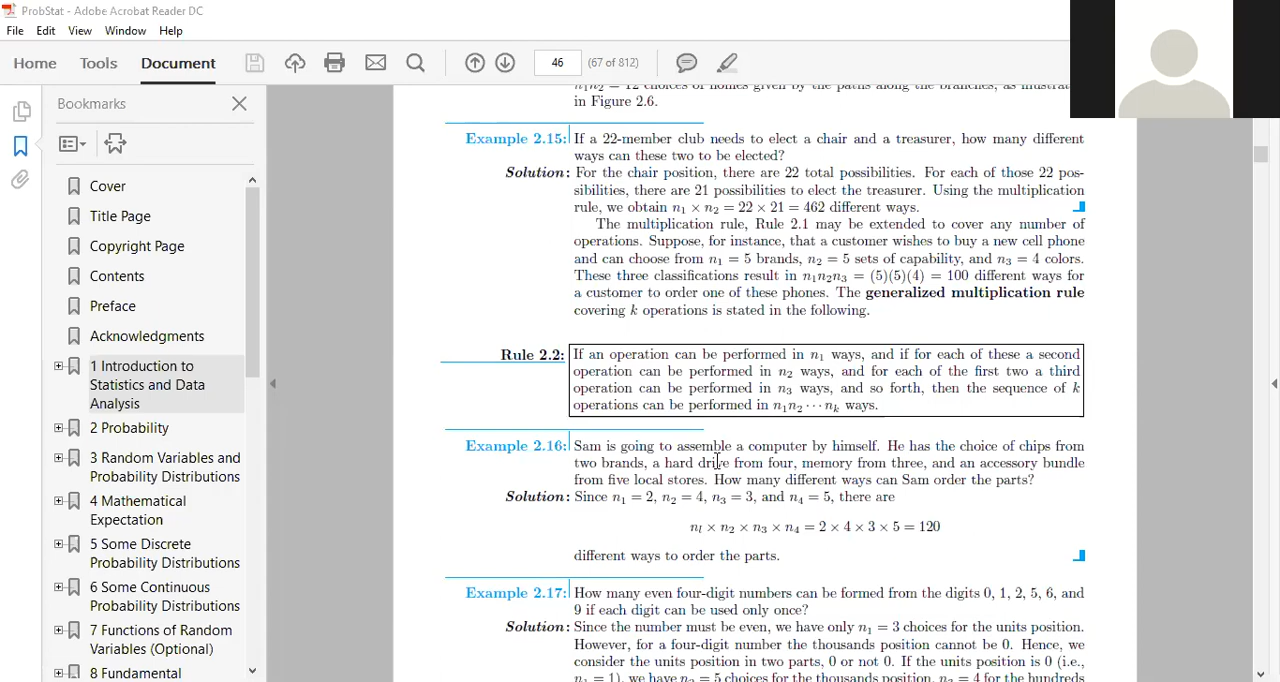 ProbStat - Adobe Acrobat Reader DC
File Edit View Window Help
Home Tools Document 46 (67 of 812)
Bookmarks
Cover
Title Page
Copyright Page
Contents
Preface
Acknowledgments
1 Introduction to
Statistics and Data
Analysis
2 Probability
3 Random Variables and
Probability Distributions
4 Mathematical
Expectation
5 Some Discrete
Probability Distributions
6 Some Continuous
Probability Distributions
7 Functions of Random
Variables (Optional)
8 Fundamental
n₁n₂ = 12 choices of homes given by the paths along the branches, as illustrat
in Figure 2.6.
Example 2.15: If a 22-member club needs to elect a chair and a treasurer, how many different
ways can these two to be elected?
Solution: For the chair position, there are 22 total possibilities. For each of those 22 pos-
sibilities, there are 21 possibilities to elect the treasurer. Using the multiplication
rule, we obtain n₁ × n₂ = 22 × 21 = 462 different ways.
The multiplication rule, Rule 2.1 may be extended to cover any number of
operations. Suppose, for instance, that a customer wishes to buy a new cell phone
and can choose from n₁ = 5 brands, n₂ = 5 sets of capability, and n₃ = 4 colors.
These three classifications result in n₁n₂n₃ = (5)(5)(4) = 100 different ways for
a customer to order one of these phones. The generalized multiplication rule
covering k operations is stated in the following.
Rule 2.2: If an operation can be performed in n₁ ways, and if for each of these a second
operation can be performed in n₂ ways, and for each of the first two a third
operation can be performed in n₃ ways, and so forth, then the sequence of k
operations can be performed in n₁n₂ ··· nₖ ways.
Example 2.16: Sam is going to assemble a computer by himself. He has the choice of chips from
two brands, a hard drive from four, memory from three, and an accessory bundle
from five local stores. How many different ways can Sam order the parts?
Solution: Since n₁ = 2, n₂ = 4, n₃ = 3, and n₄ = 5, there are
nₗ × n₂ × n₃ × n₄ = 2 × 4 × 3 × 5 = 120
different ways to order the parts.
Example 2.17: How many even four-digit numbers can be formed from the digits 0, 1, 2, 5, 6, and
9 if each digit can be used only once?
Solution: Since the number must be even, we have only n₁ = 3 choices for the units position.
However, for a four-digit number the thousands position cannot be 0. Hence, we
consider the units position in two parts, 0 or not 0. If the units position is 0 (i.e.,
n₁ = 1), we have n₂ = 5 choices for the thousands position, n₃ = 4 for the hundreds